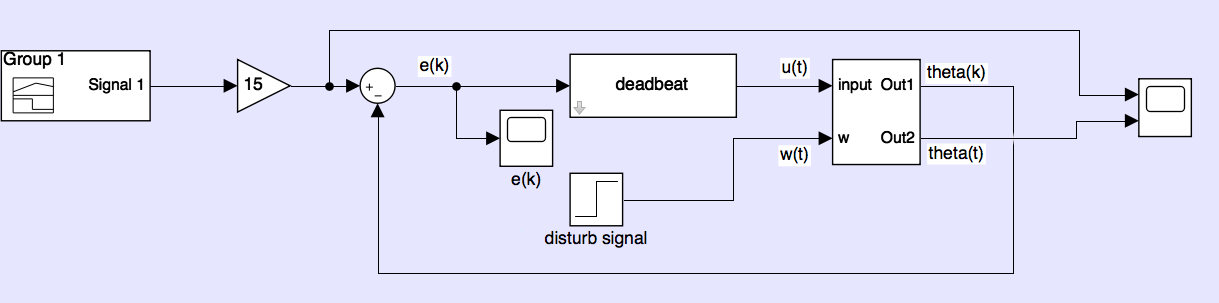 Group 1
Signal 1
15
+
−
e(k)
e(k)
deadbeat
disturb signal
u(t)
w(t)
input Out1
w Out2
theta(k)
theta(t)